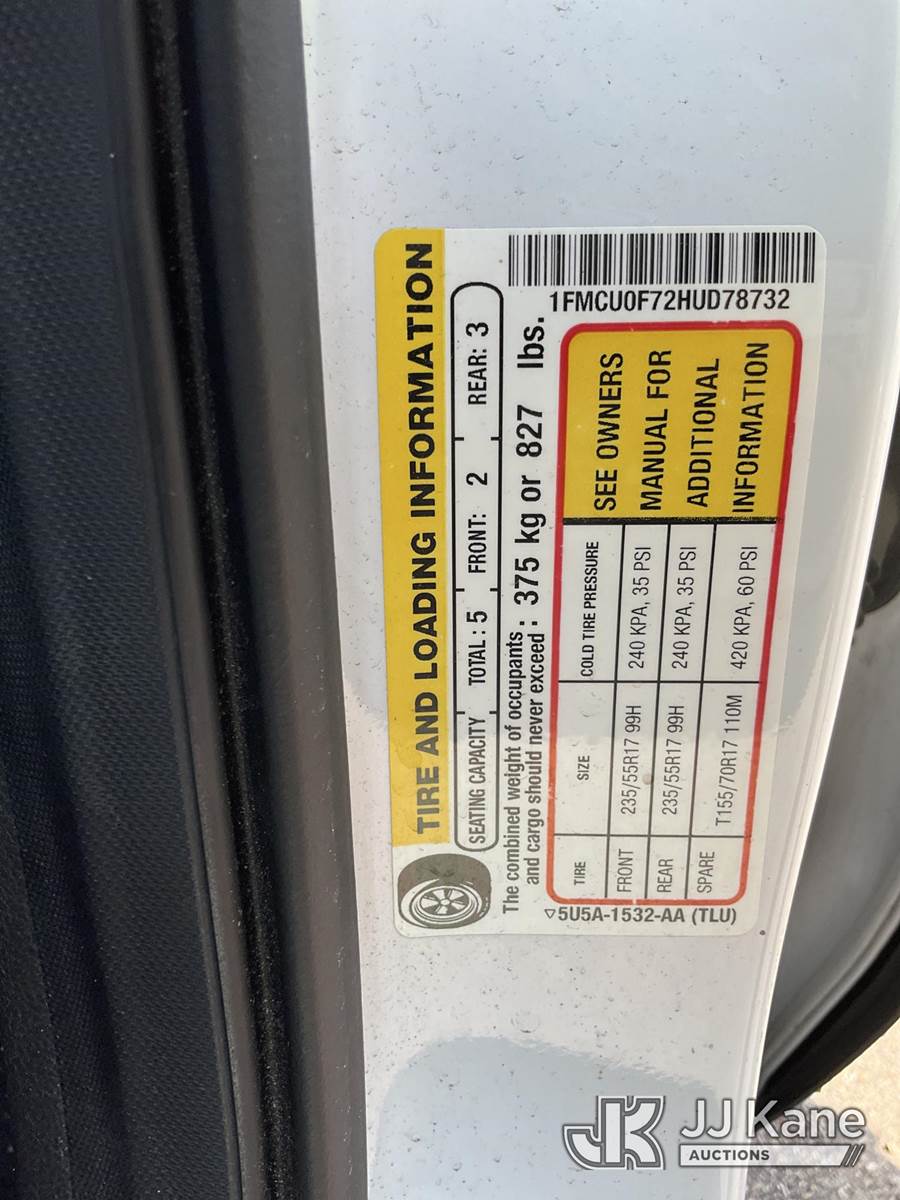 TIRE AND LOADING INFORMATION
SEATING CAPACITY TOTAL: 5 FRONT: 2 REAR: 3
The combined weight of occupants
and cargo should never exceed: 375 kg or 827 lbs.
TIRE SIZE COLD TIRE PRESSURE
FRONT 235/55R17 99H 240 KPA, 35 PSI
REAR 235/55R17 99H 240 KPA, 35 PSI
SPARE T155/70R17 110M 420 KPA, 60 PSI
SEE OWNERS
MANUAL FOR
ADDITIONAL
INFORMATION
5U5A-1532-AA (TLU)
1FMCU0F72HUD78732
JK JJ Kane
AUCTIONS